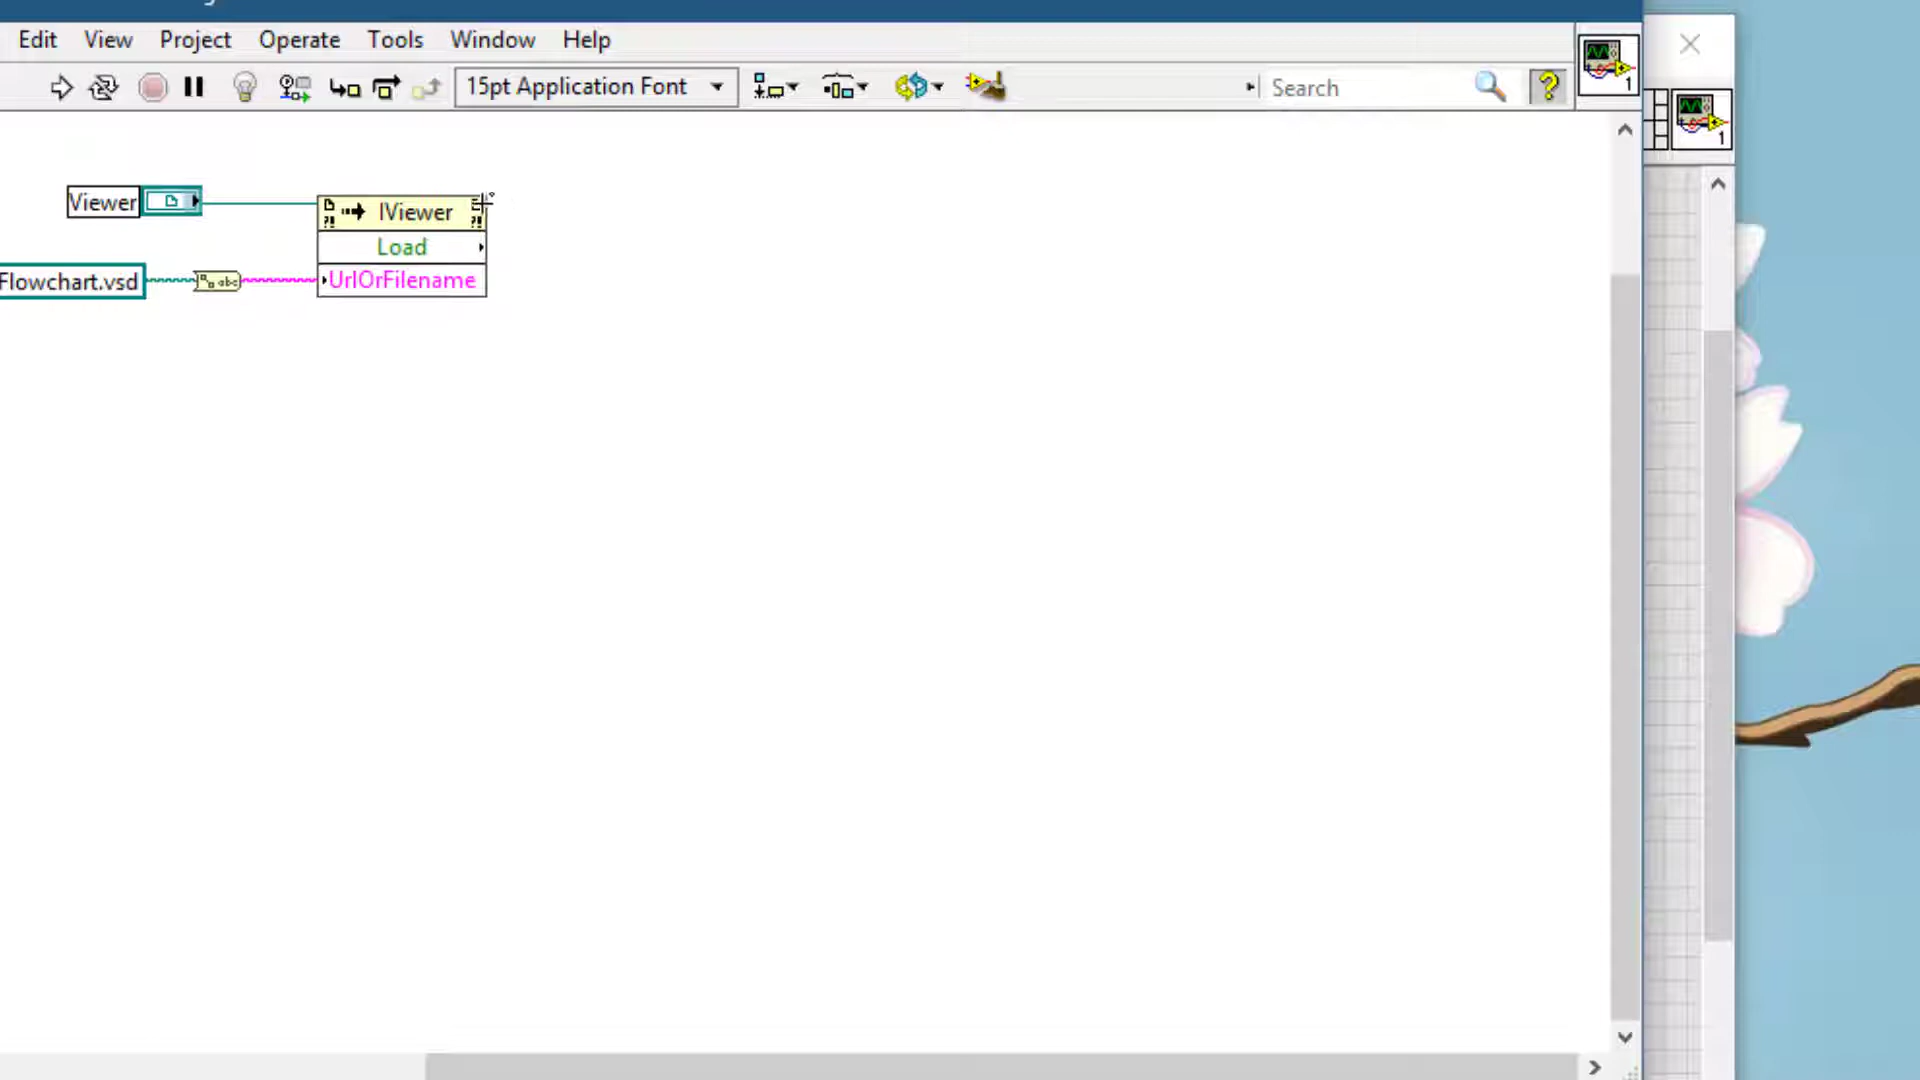 Edit View Project Operate Tools Window Help
15pt Application Font
Search
?
1
1
Viewer
IViewer
Load
Flowchart.vsd
abc
UrlOrFilename